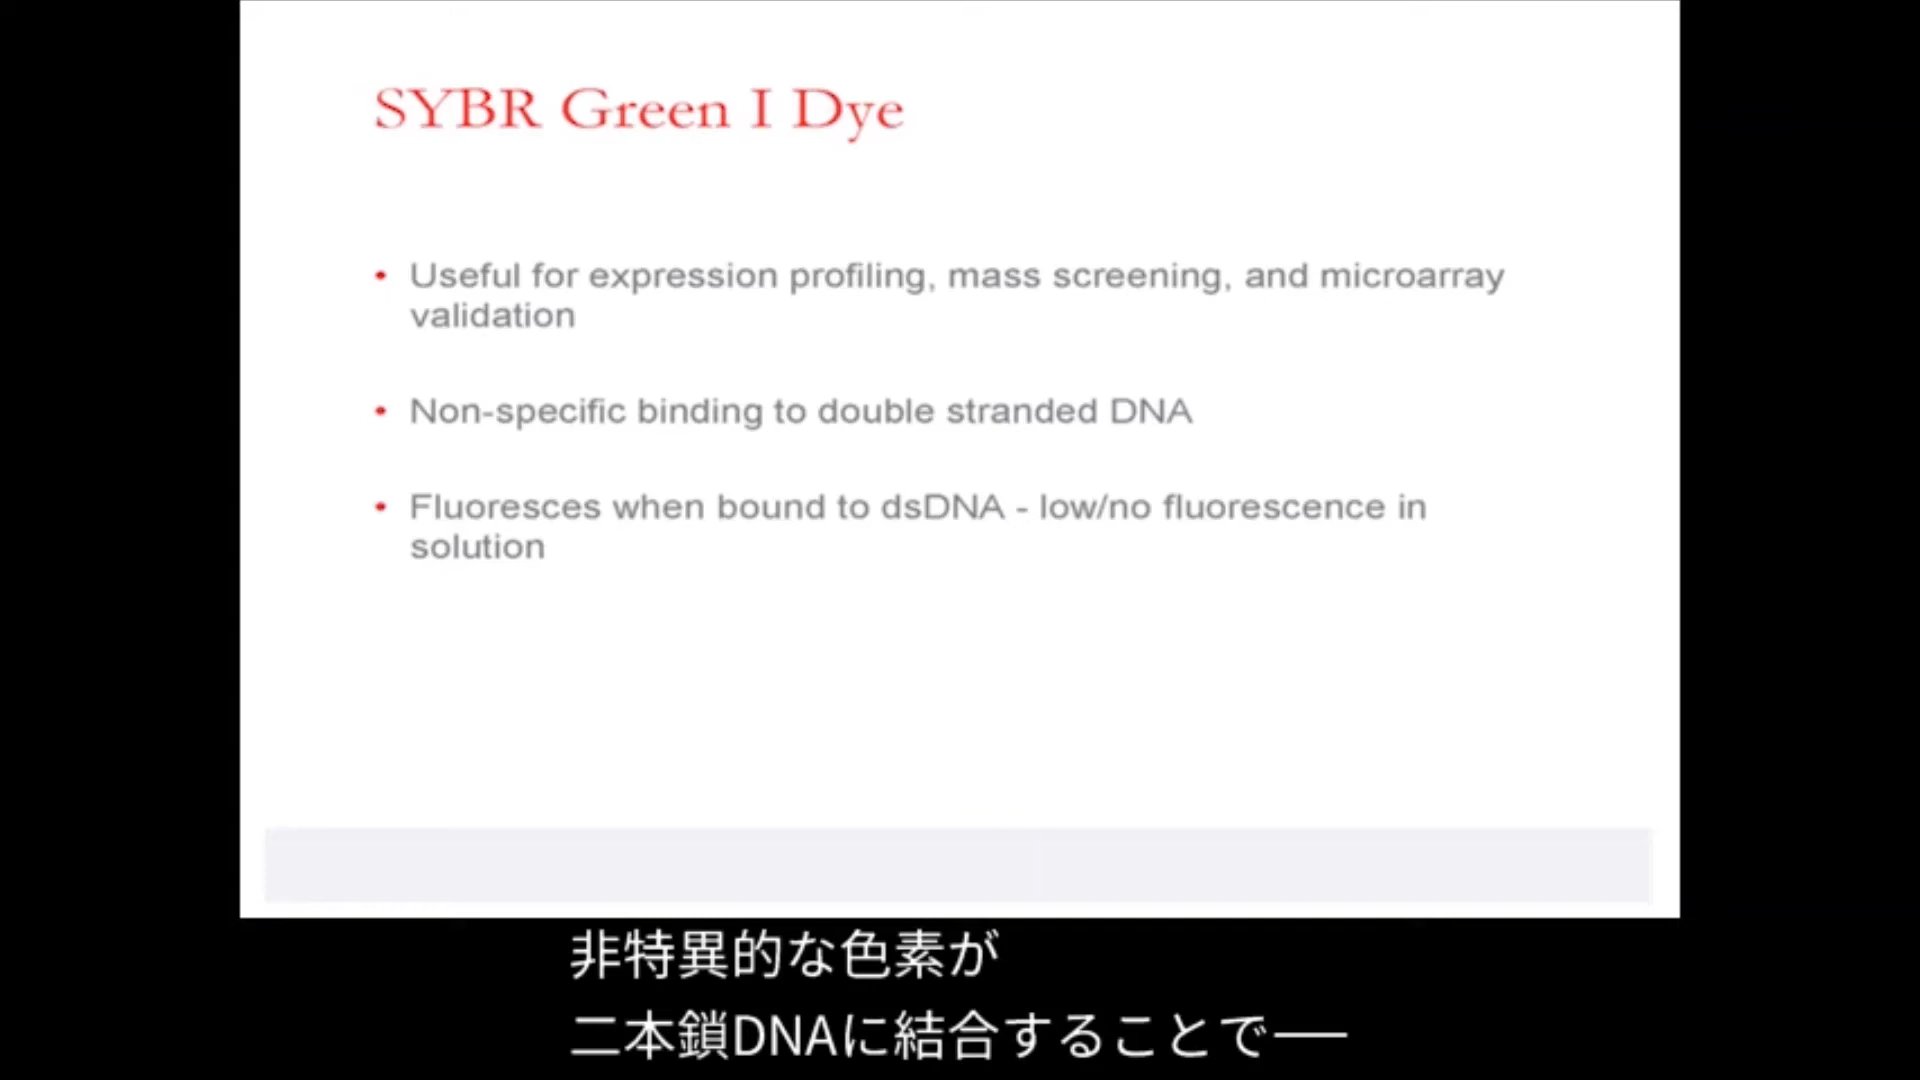 SYBR Green I Dye
• Useful for expression profiling, mass screening, and microarray
validation
• Non-specific binding to double stranded DNA
• Fluoresces when bound to dsDNA - low/no fluorescence in
solution
非特異的な色素が
二本鎖DNAに結合することで──